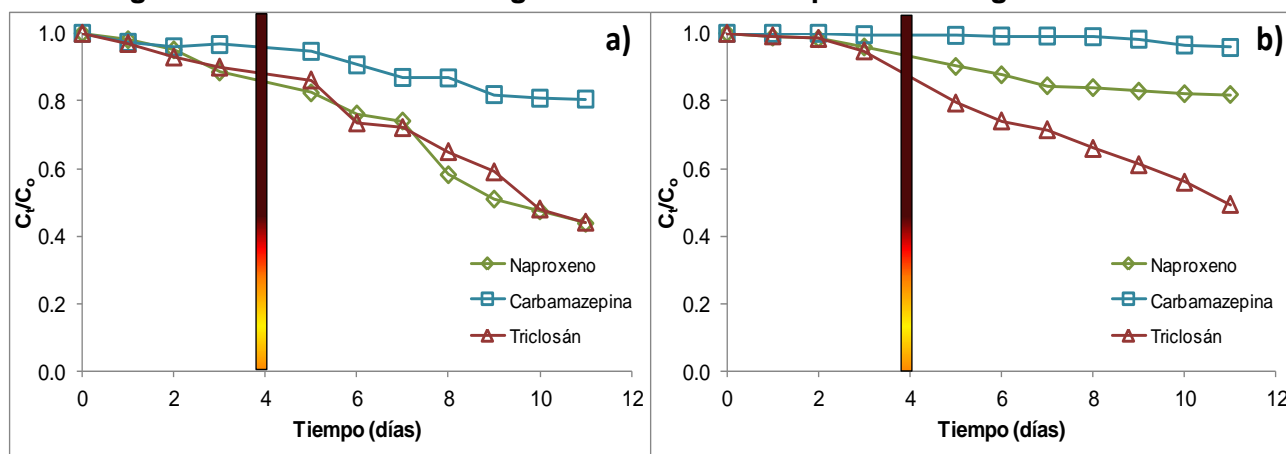 a)
1.0
0.8
0.6
0.4
0.2
0.0
Ct/Co
Naproxeno
Carbamazepina
Triclosán
0 2 4 6 8 10 12
Tiempo (días)
b)
1.0
0.8
0.6
0.4
0.2
0.0
Ct/Co
Naproxeno
Carbamazepina
Triclosán
0 2 4 6 8 10 12
Tiempo (días)